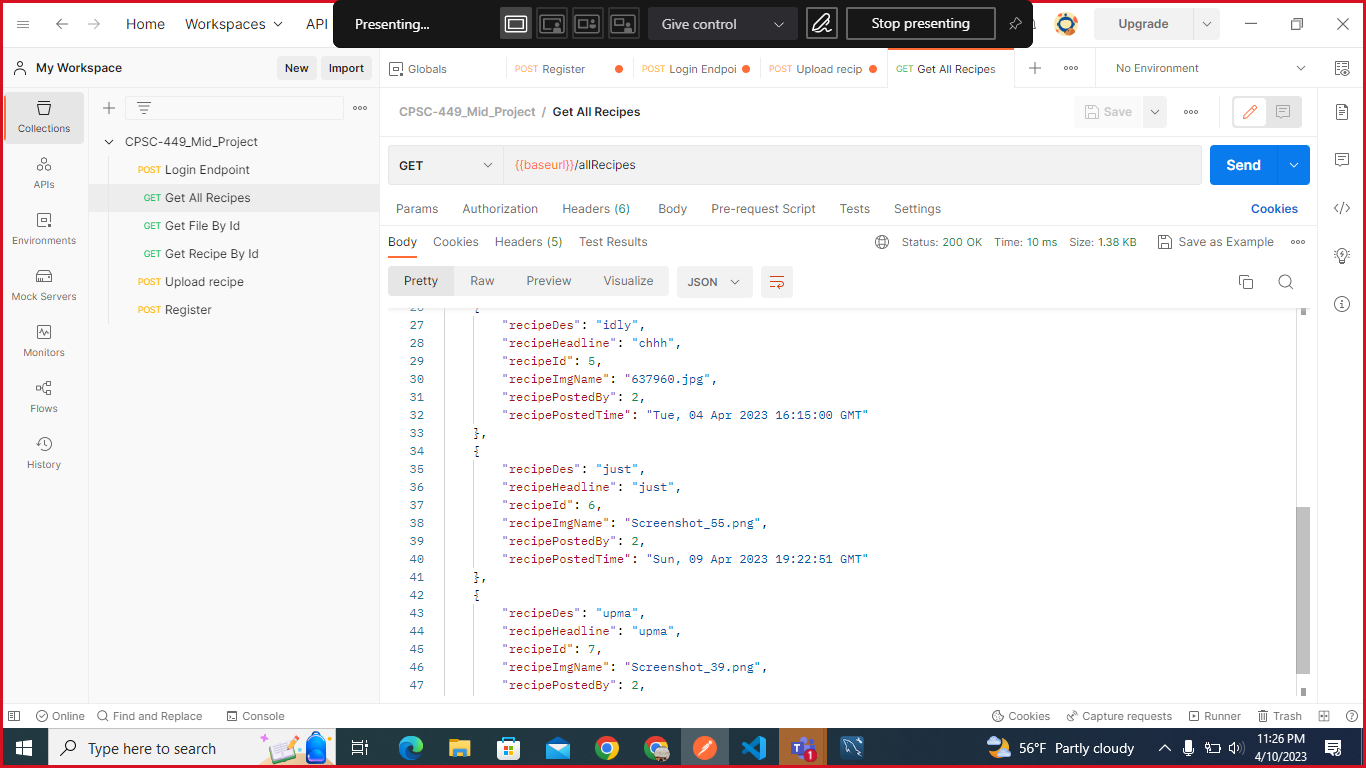 Home Workspaces API Presenting... Give control Stop presenting Upgrade
My Workspace New Import Globals POST Register POST Login Endpoi POST Upload recip GET Get All Recipes No Environment
CPSC-449_Mid_Project / Get All Recipes Save
Collections
APIs
Environments
Mock Servers
Monitors
Flows
History
CPSC-449_Mid_Project
POST Login Endpoint
GET Get All Recipes
GET Get File By Id
GET Get Recipe By Id
POST Upload recipe
POST Register
GET {{baseurl}}/allRecipes Send
Params Authorization Headers (6) Body Pre-request Script Tests Settings Cookies
Body Cookies Headers (5) Test Results Status: 200 OK Time: 10 ms Size: 1.38 KB Save as Example
Pretty Raw Preview Visualize JSON
27 "recipeDes": "idly",
28 "recipeHeadline": "chhh",
29 "recipeId": 5,
30 "recipeImgName": "637960.jpg",
31 "recipePostedBy": 2,
32 "recipePostedTime": "Tue, 04 Apr 2023 16:15:00 GMT"
33 },
34 {
35 "recipeDes": "just",
36 "recipeHeadline": "just",
37 "recipeId": 6,
38 "recipeImgName": "Screenshot_55.png",
39 "recipePostedBy": 2,
40 "recipePostedTime": "Sun, 09 Apr 2023 19:22:51 GMT"
41 },
42 {
43 "recipeDes": "upma",
44 "recipeHeadline": "upma",
45 "recipeId": 7,
46 "recipeImgName": "Screenshot_39.png",
47 "recipePostedBy": 2,
Online Find and Replace Console Cookies Capture requests Runner Trash
Type here to search 1 56°F Partly cloudy 11:26 PM
4/10/2023